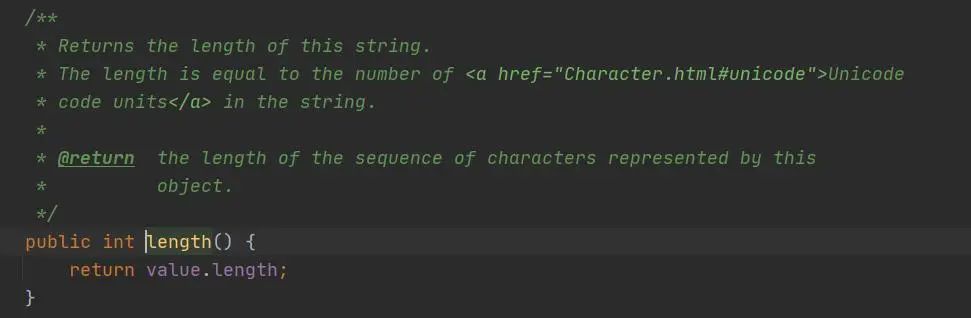 /**
 * Returns the length of this string.
 * The length is equal to the number of <a href="Character.html#unicode">Unicode
 * code units</a> in the string.
 *
 * @return  the length of the sequence of characters represented by this
 *          object.
 */
public int length() {
    return value.length;
}